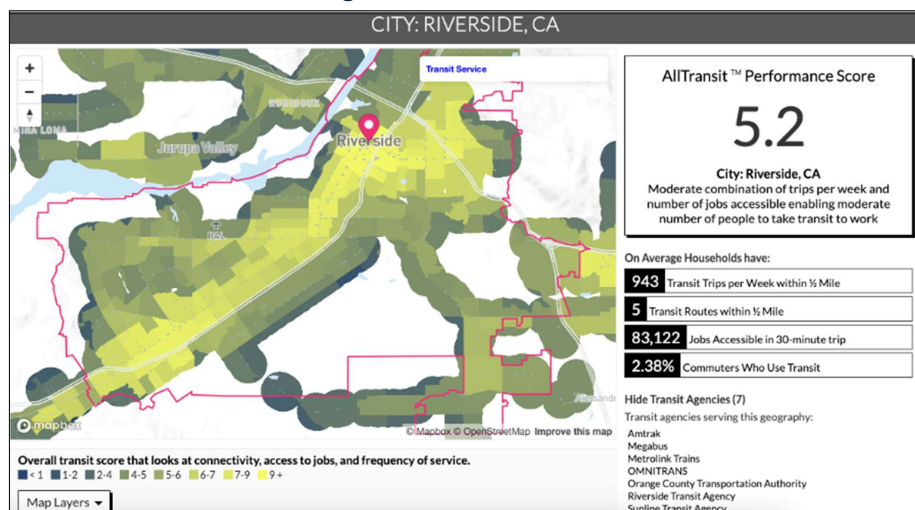 CITY: RIVERSIDE, CA
Transit Service
RUBIDOUX
MIRA LOMA
Jurupa Valley
Riverside
RAL
mapbox
© Mapbox © OpenStreetMap Improve this map
Overall transit score that looks at connectivity, access to jobs, and frequency of service.
<1 1-2 2-4 4-5 5-6 6-7 7-9 9+
Map Layers
AllTransit ™ Performance Score
5.2
City: Riverside, CA
Moderate combination of trips per week and
number of jobs accessible enabling moderate
number of people to take transit to work
On Average Households have:
943 Transit Trips per Week within ½ Mile
5 Transit Routes within ½ Mile
83,122 Jobs Accessible in 30-minute trip
2.38% Commuters Who Use Transit
Hide Transit Agencies (7)
Transit agencies serving this geography:
Amtrak
Megabus
Metrolink Trains
OMNITRANS
Orange County Transportation Authority
Riverside Transit Agency
Sunline Transit Agency